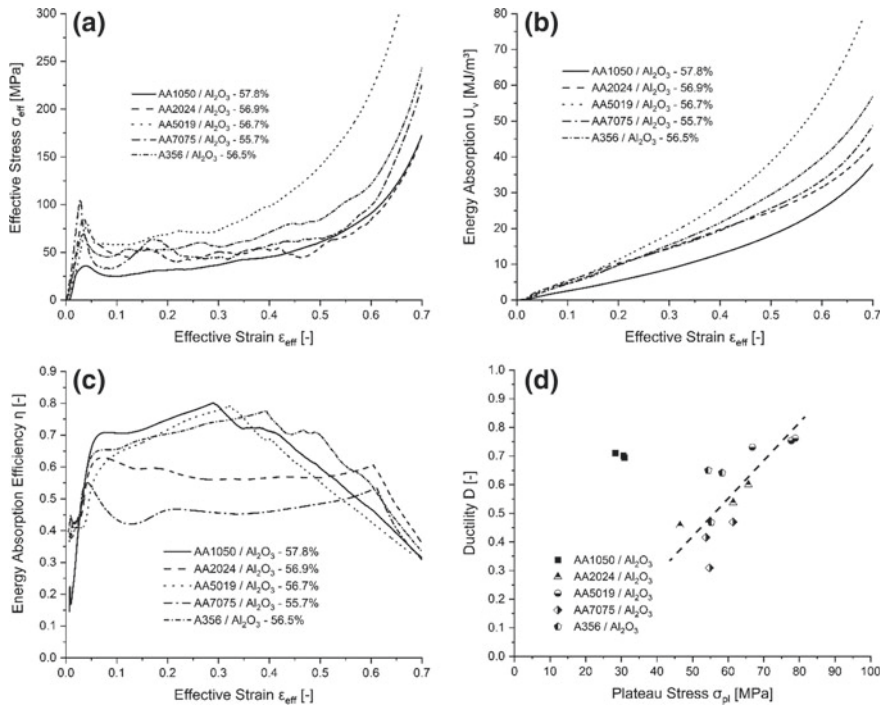 (a)
Effective Stress σeff [MPa]
300
250
200
150
100
50
0
AA1050 / Al₂O₃ - 57.8%
AA2024 / Al₂O₃ - 56.9%
AA5019 / Al₂O₃ - 56.7%
AA7075 / Al₂O₃ - 55.7%
A356 / Al₂O₃ - 56.5%
0.0 0.1 0.2 0.3 0.4 0.5 0.6 0.7
Effective Strain εeff [-]
(b)
Energy Absorption Uᵥ [MJ/m³]
80
70
60
50
40
30
20
10
0
AA1050 / Al₂O₃ - 57.8%
AA2024 / Al₂O₃ - 56.9%
AA5019 / Al₂O₃ - 56.7%
AA7075 / Al₂O₃ - 55.7%
A356 / Al₂O₃ - 56.5%
0.0 0.1 0.2 0.3 0.4 0.5 0.6 0.7
Effective Strain εeff [-]
(c)
Energy Absorption Efficiency η [-]
0.9
0.8
0.7
0.6
0.5
0.4
0.3
0.2
0.1
0.0
AA1050 / Al₂O₃ - 57.8%
AA2024 / Al₂O₃ - 56.9%
AA5019 / Al₂O₃ - 56.7%
AA7075 / Al₂O₃ - 55.7%
A356 / Al₂O₃ - 56.5%
0.0 0.1 0.2 0.3 0.4 0.5 0.6 0.7
Effective Strain εeff [-]
(d)
Ductility D [-]
1.0
0.9
0.8
0.7
0.6
0.5
0.4
0.3
0.2
0.1
0.0
AA1050 / Al₂O₃
AA2024 / Al₂O₃
AA5019 / Al₂O₃
AA7075 / Al₂O₃
A356 / Al₂O₃
0 10 20 30 40 50 60 70 80 90 100
Plateau Stress σpl [MPa]